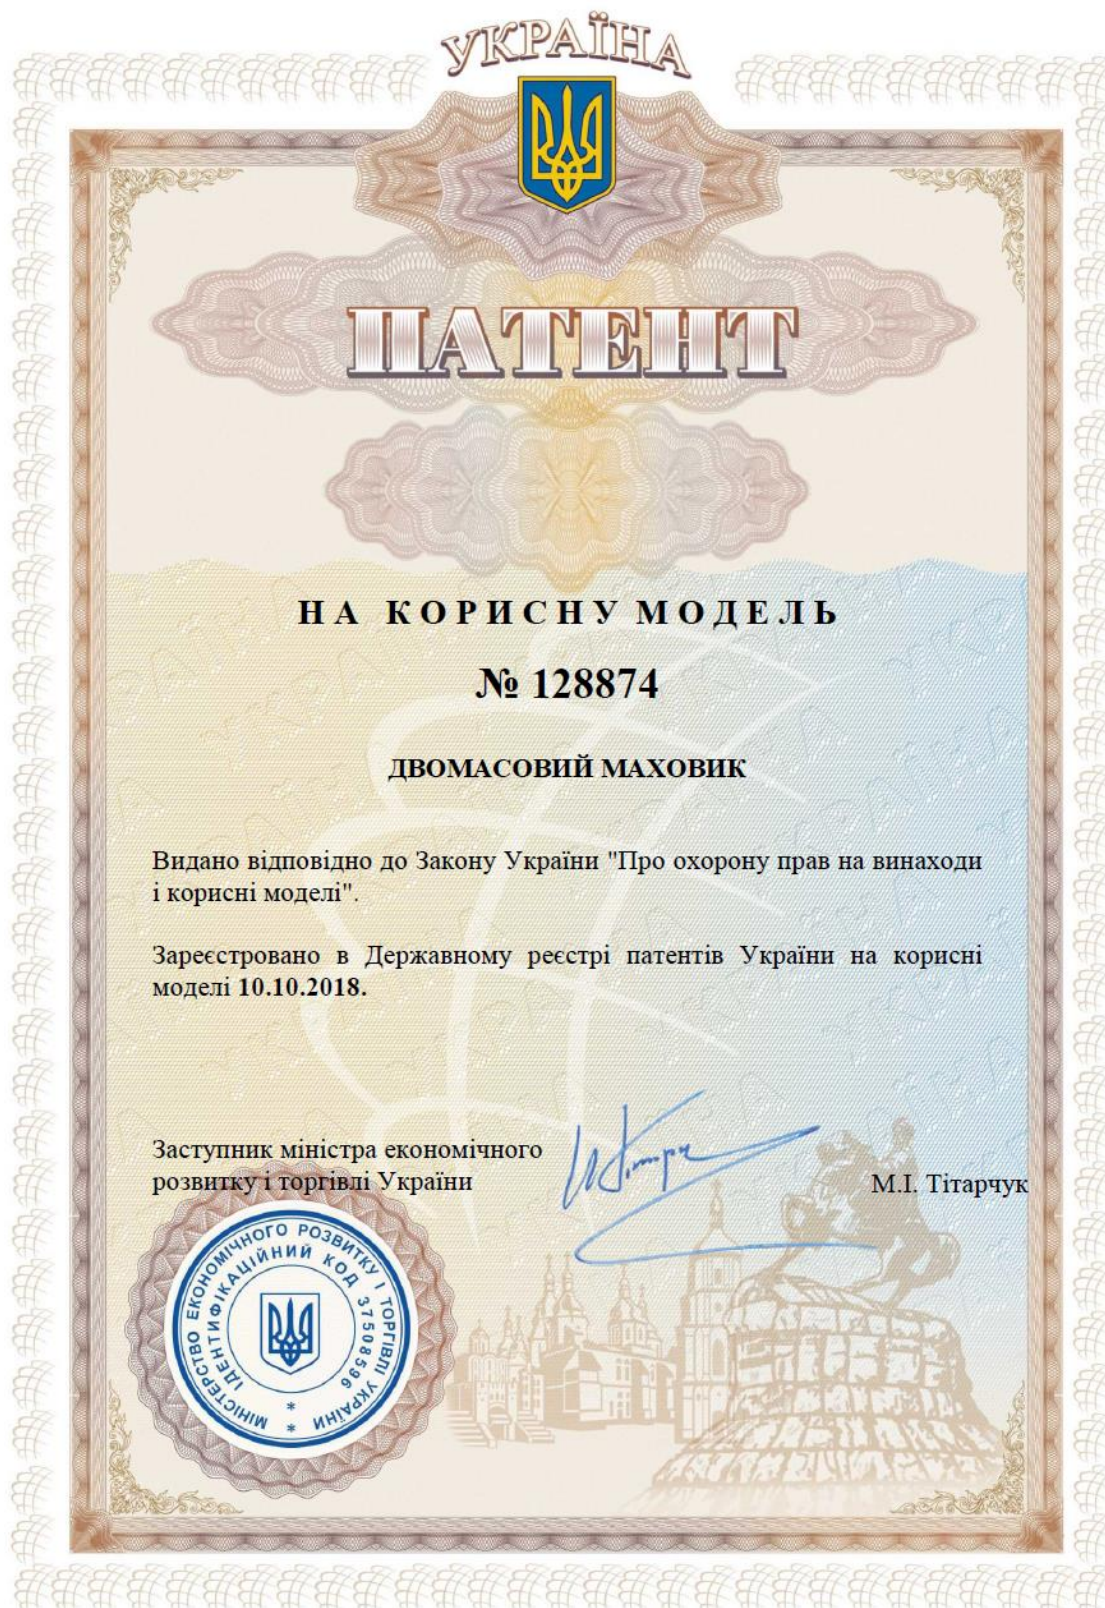 УКРАЇНА
ПАТЕНТ
НА КОРИСНУ МОДЕЛЬ
№ 128874
ДВОМАСОВИЙ МАХОВИК
Видано відповідно до Закону України "Про охорону прав на винаходи
і корисні моделі".
Зареєстровано в Державному реєстрі патентів України на корисні
моделі 10.10.2018.
Заступник міністра економічного
розвитку і торгівлі України
М.І. Тітарчук
МІНІСТЕРСТВО ЕКОНОМІЧНОГО РОЗВИТКУ І ТОРГІВЛІ УКРАЇНИ *
ІДЕНТИФІКАЦІЙНИЙ КОД 37508596 *